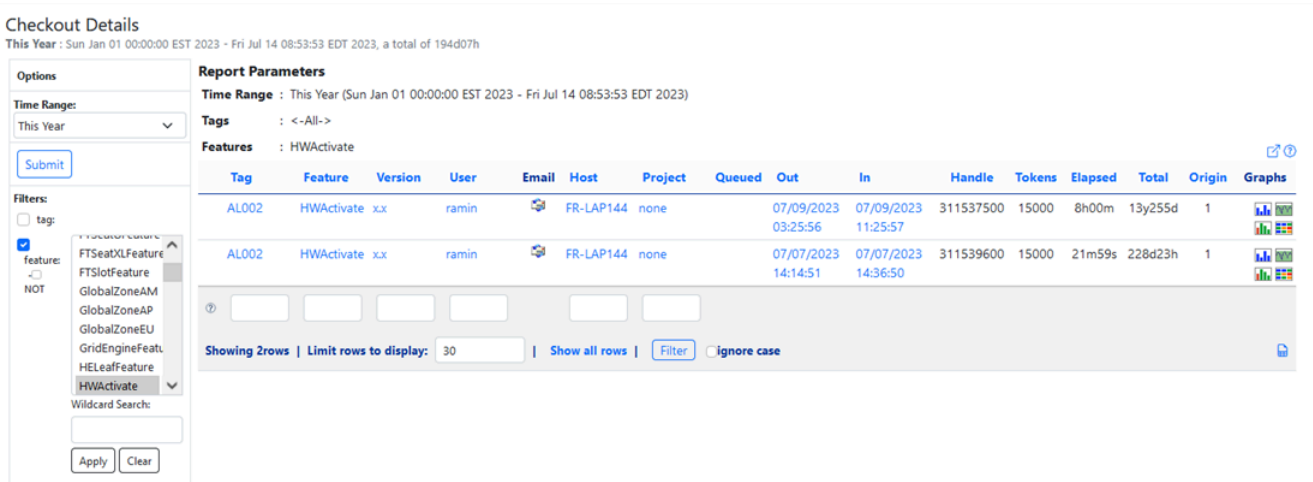 Checkout Details
This Year : Sun Jan 01 00:00:00 EST 2023 - Fri Jul 14 08:53:53 EDT 2023, a total of 194d07h
Options
Time Range:
This Year
Submit
Filters:
tag:
feature:
NOT
FTSeatXLFeature
FTSlotFeature
GlobalZoneAM
GlobalZoneAP
GlobalZoneEU
GridEngineFeatu
HELeafFeature
HWActivate
Wildcard Search:
Apply Clear
Report Parameters
Time Range : This Year (Sun Jan 01 00:00:00 EST 2023 - Fri Jul 14 08:53:53 EDT 2023)
Tags : <-All->
Features : HWActivate
Tag Feature Version User Email Host Project Queued Out In Handle Tokens Elapsed Total Origin Graphs
AL002 HWActivate x.x ramin FR-LAP144 none 07/09/2023 07/09/2023 311537500 15000 8h00m 13y255d 1
03:25:56 11:25:57
AL002 HWActivate x.x ramin FR-LAP144 none 07/07/2023 07/07/2023 311539600 15000 21m59s 228d23h 1
14:14:51 14:36:50
Showing 2rows | Limit rows to display: 30 | Show all rows | Filter ignore case